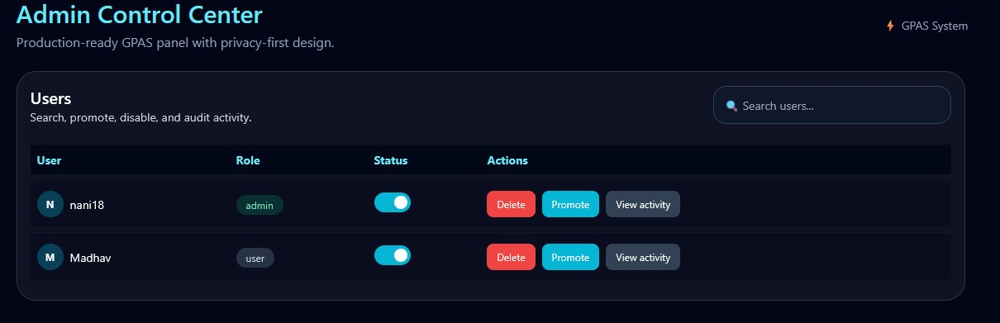 Admin Control Center
Production-ready GPAS panel with privacy-first design.
⚡ GPAS System
Users
Search, promote, disable, and audit activity.
🔍 Search users...
User Role Status Actions
N nani18 admin Delete Promote View activity
M Madhav user Delete Promote View activity